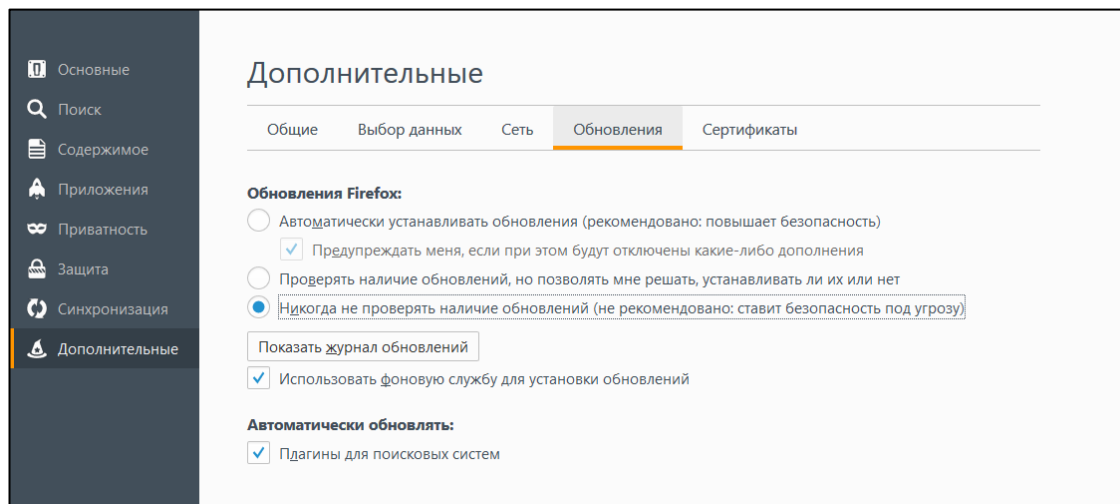 Основные
Поиск
Содержимое
Приложения
Приватность
Защита
Синхронизация
Дополнительные
Дополнительные
Общие Выбор данных Сеть Обновления Сертификаты
Обновления Firefox:
Автоматически устанавливать обновления (рекомендовано: повышает безопасность)
Предупреждать меня, если при этом будут отключены какие-либо дополнения
Проверять наличие обновлений, но позволять мне решать, устанавливать ли их или нет
Никогда не проверять наличие обновлений (не рекомендовано: ставит безопасность под угрозу)
Показать журнал обновлений
Использовать фоновую службу для установки обновлений
Автоматически обновлять:
Плагины для поисковых систем